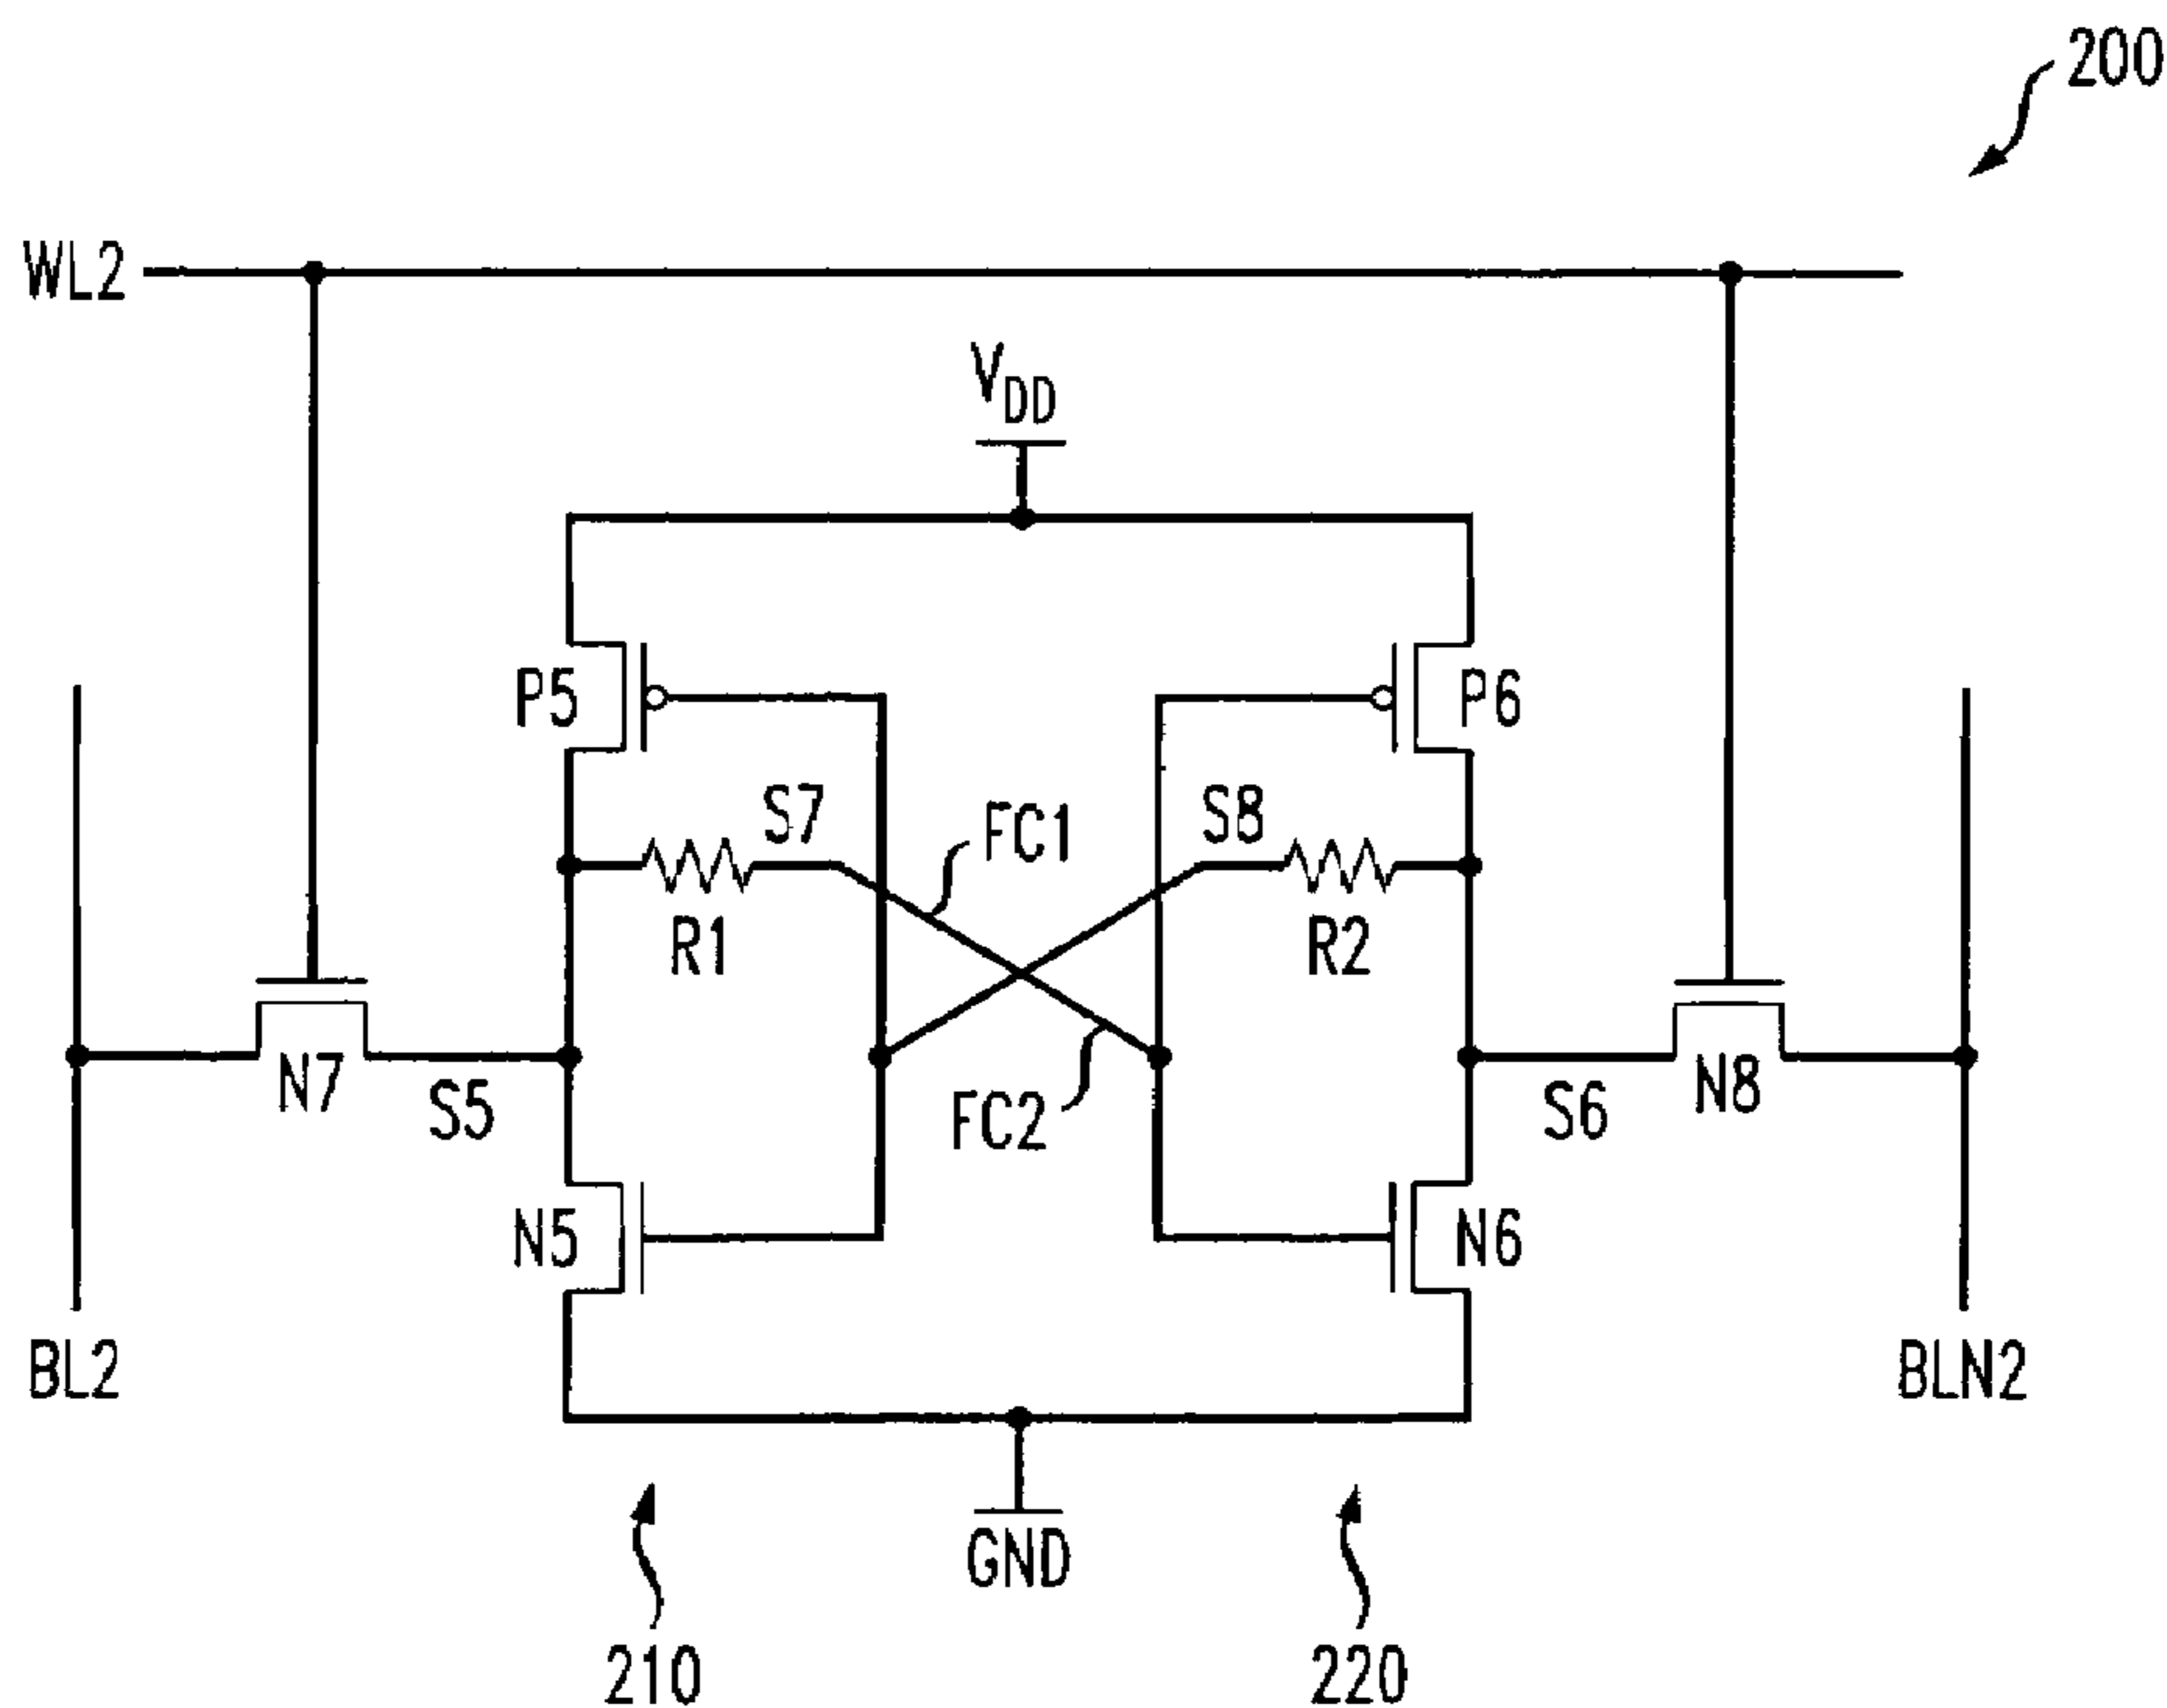 200
WL2
VDD
P5
P6
S7
FC1
S8
R1
R2
N7
S5
FC2
S6
N8
N5
N6
BL2
BLN2
GND
210
220